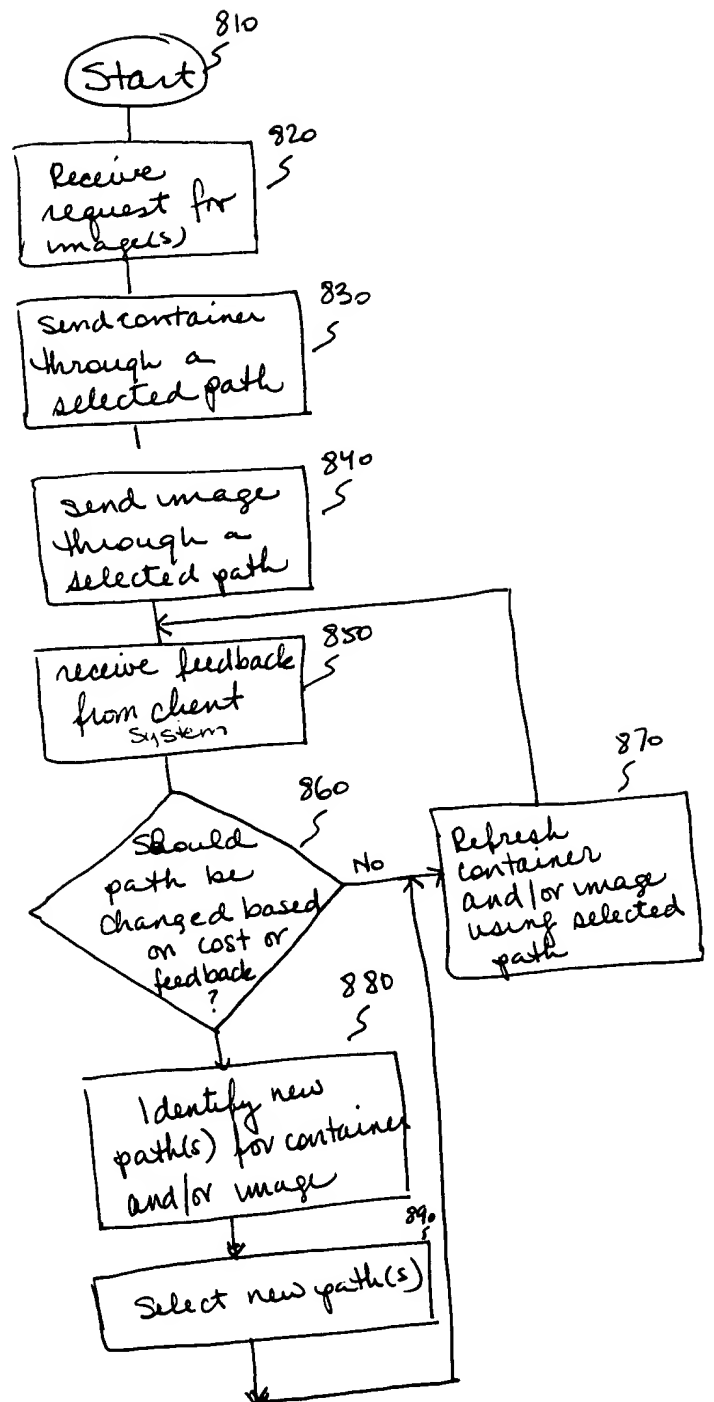 810
Start
820
Receive
request for
image(s)
830
send container
through a
selected path
840
send image
through a
selected path
850
receive feedback
from client
system
860
Should
path be
changed based
on cost or
feedback
?
No
870
Refresh
container
and/or image
using selected
path
880
Identify new
path(s) for container
and/or image
890
Select new path(s)